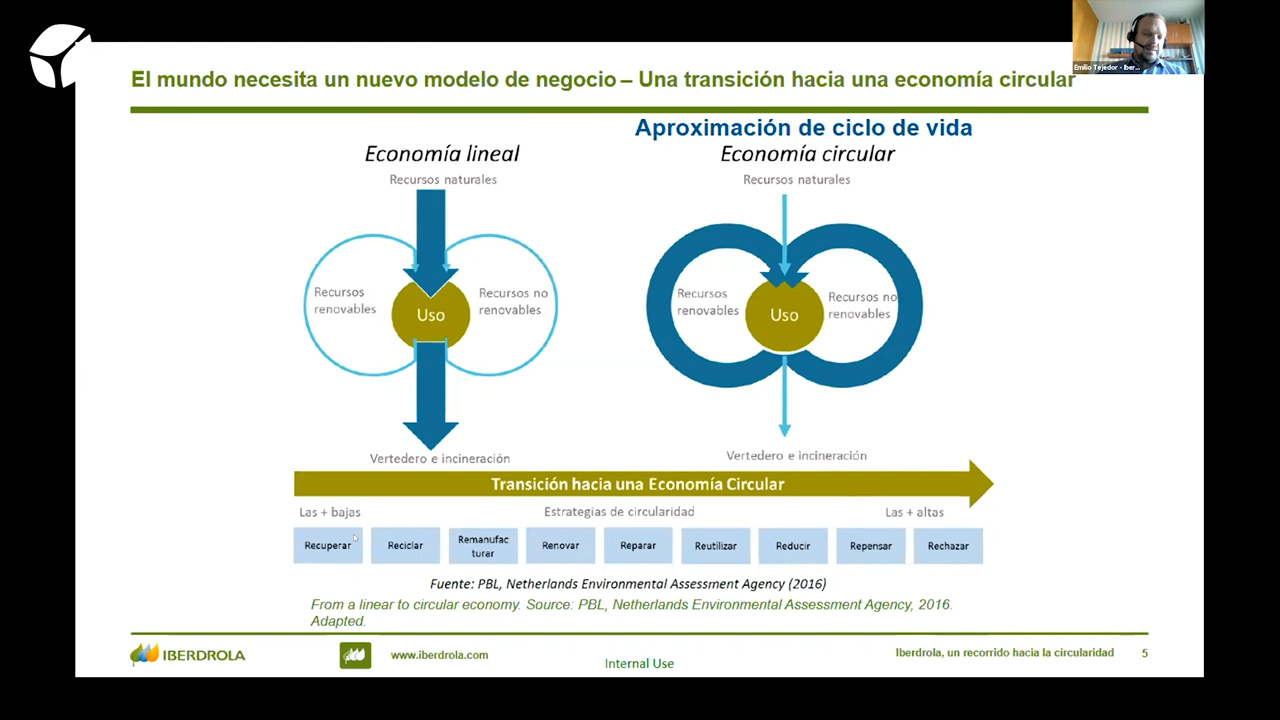 El mundo necesita un nuevo modelo de negocio – Una transición hacia una economía circular
Emilio Tejedor - Iber...
Aproximación de ciclo de vida
Economía lineal
Recursos naturales
Recursos
renovables
Uso
Recursos no
renovables
Vertedero e incineración
Economía circular
Recursos naturales
Recursos
renovables
Uso
Recursos no
renovables
Vertedero e incineración
Transición hacia una Economía Circular
Las + bajas
Estrategias de circularidad
Las + altas
Recuperar
Reciclar
Remanufac
turar
Renovar
Reparar
Reutilizar
Reducir
Repensar
Rechazar
Fuente: PBL, Netherlands Environmental Assessment Agency (2016)
From a linear to circular economy. Source: PBL, Netherlands Environmental Assessment Agency, 2016.
Adapted.
IBERDROLA
www.iberdrola.com
Internal Use
Iberdrola, un recorrido hacia la circularidad
5